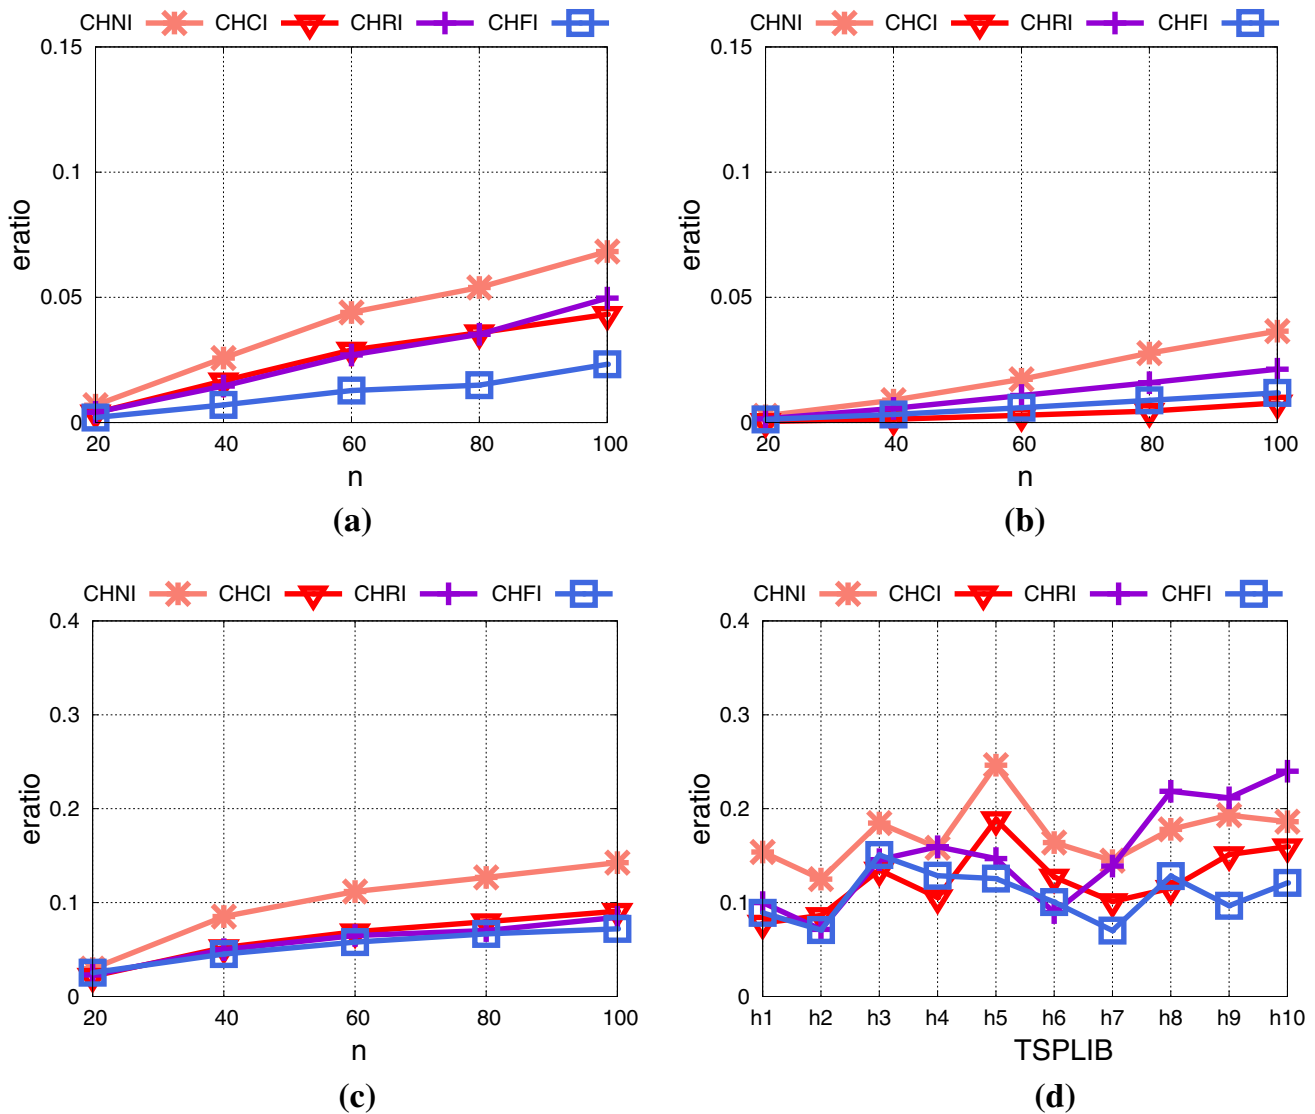 CHNI CHCI CHRI CHFI
0.15
0.1
0.05
0
eratio
20 40 60 80 100
n
(a)
CHNI CHCI CHRI CHFI
0.15
0.1
0.05
0
eratio
20 40 60 80 100
n
(b)
CHNI CHCI CHRI CHFI
0.4
0.3
0.2
0.1
0
eratio
20 40 60 80 100
n
(c)
CHNI CHCI CHRI CHFI
0.4
0.3
0.2
0.1
0
eratio
h1 h2 h3 h4 h5 h6 h7 h8 h9 h10
TSPLIB
(d)